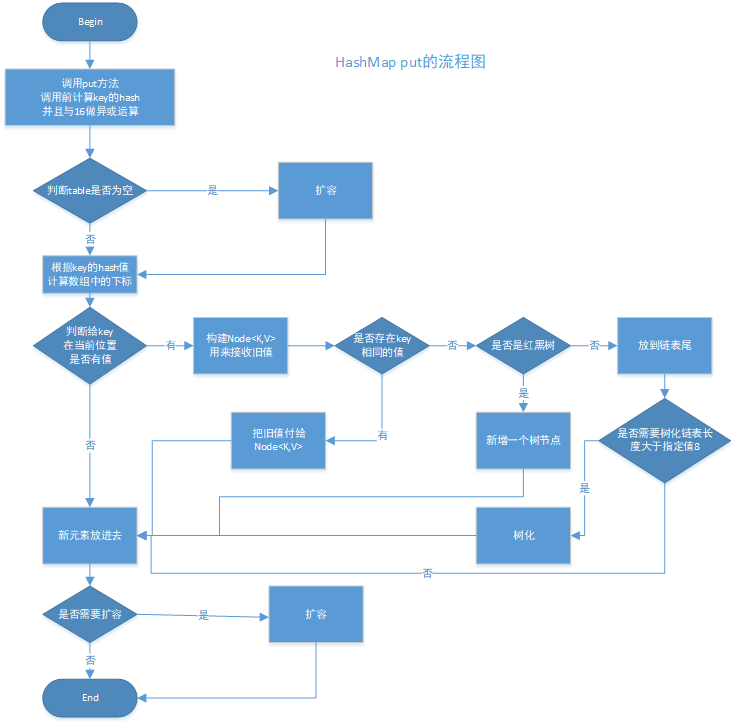 Begin
HashMap put的流程图
调用put方法
调用前计算key的hash
并且与16做异或运算
判断table是否为空
是
扩容
否
根据key的hash值
计算数组中的下标
判断给key
在当前位置
是否有值
有
构建Node<K,V>
用来接收旧值
是否存在key
相同的值
否
是否是红黑树
否
放到链表尾
是
有
否
把旧值付给
Node<K,V>
新增一个树节点
是否需要树化链表长
度大于指定值8
是
新元素放进去
树化
否
是否需要扩容
是
扩容
否
End